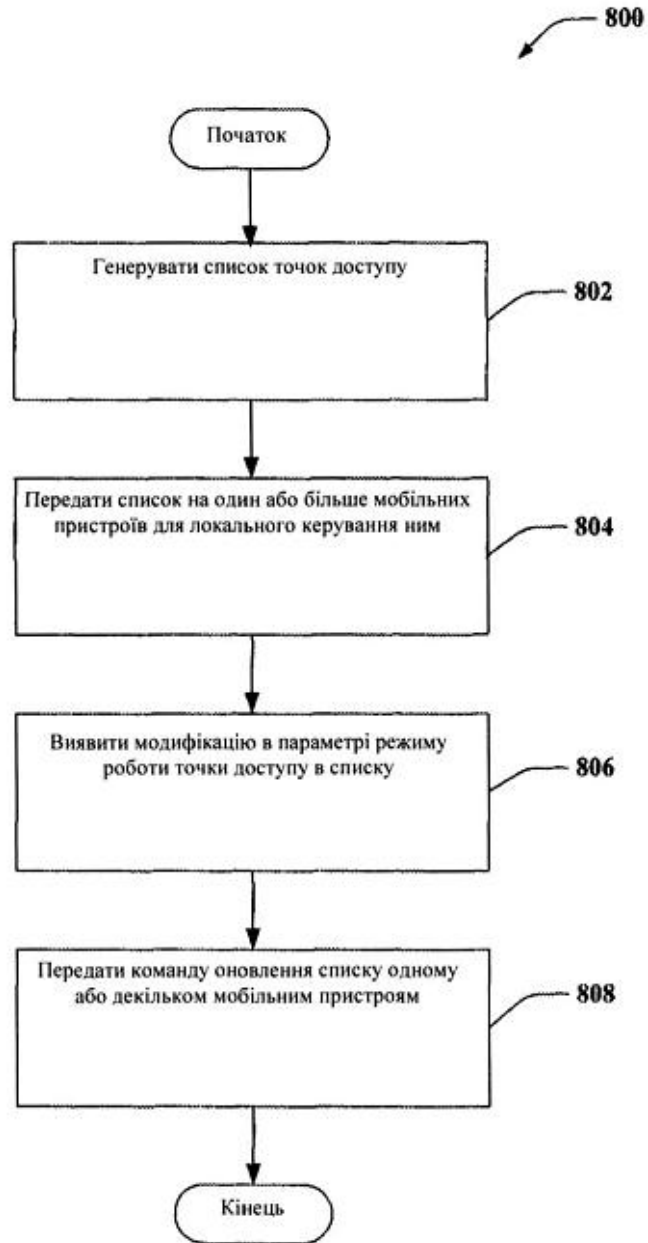 800
Початок
Генерувати список точок доступу
802
Передати список на один або більше мобільних
пристроїв для локального керування ним
804
Виявити модифікацію в параметрі режиму
роботи точки доступу в списку
806
Передати команду оновлення списку одному
або декільком мобільним пристроям
808
Кінець